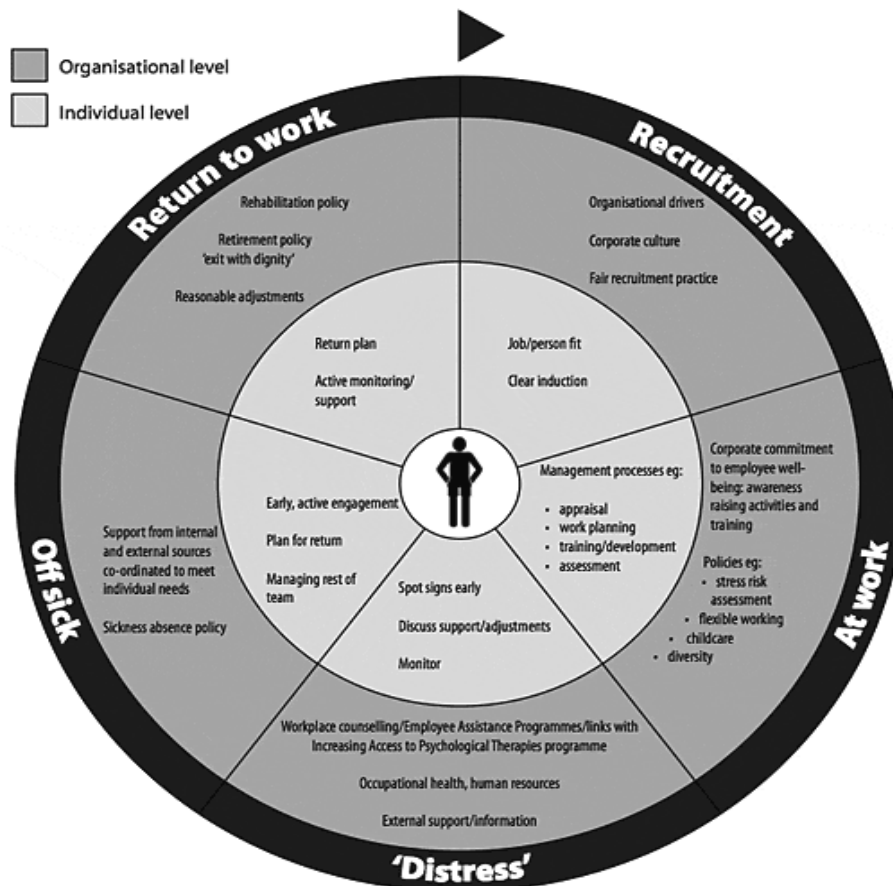 Organisational level
Individual level
Return to work
Rehabilitation policy
Retirement policy
'exit with dignity'
Reasonable adjustments
Return plan
Active monitoring/
support
Recruitment
Organisational drivers
Corporate culture
Fair recruitment practice
Job/person fit
Clear induction
At work
Corporate commitment
to employee well-
being: awareness
raising activities and
training
Policies eg:
• stress risk
assessment
• flexible working
• childcare
• diversity
Management processes eg:
• appraisal
• work planning
• training/development
• assessment
'Distress'
Spot signs early
Discuss support/adjustments
Monitor
Workplace counselling/Employee Assistance Programmes/links with
Increasing Access to Psychological Therapies programme
Occupational health, human resources
External support/information
Off sick
Support from internal
and external sources
co-ordinated to meet
individual needs
Sickness absence policy
Early, active engagement
Plan for return
Managing rest of
team